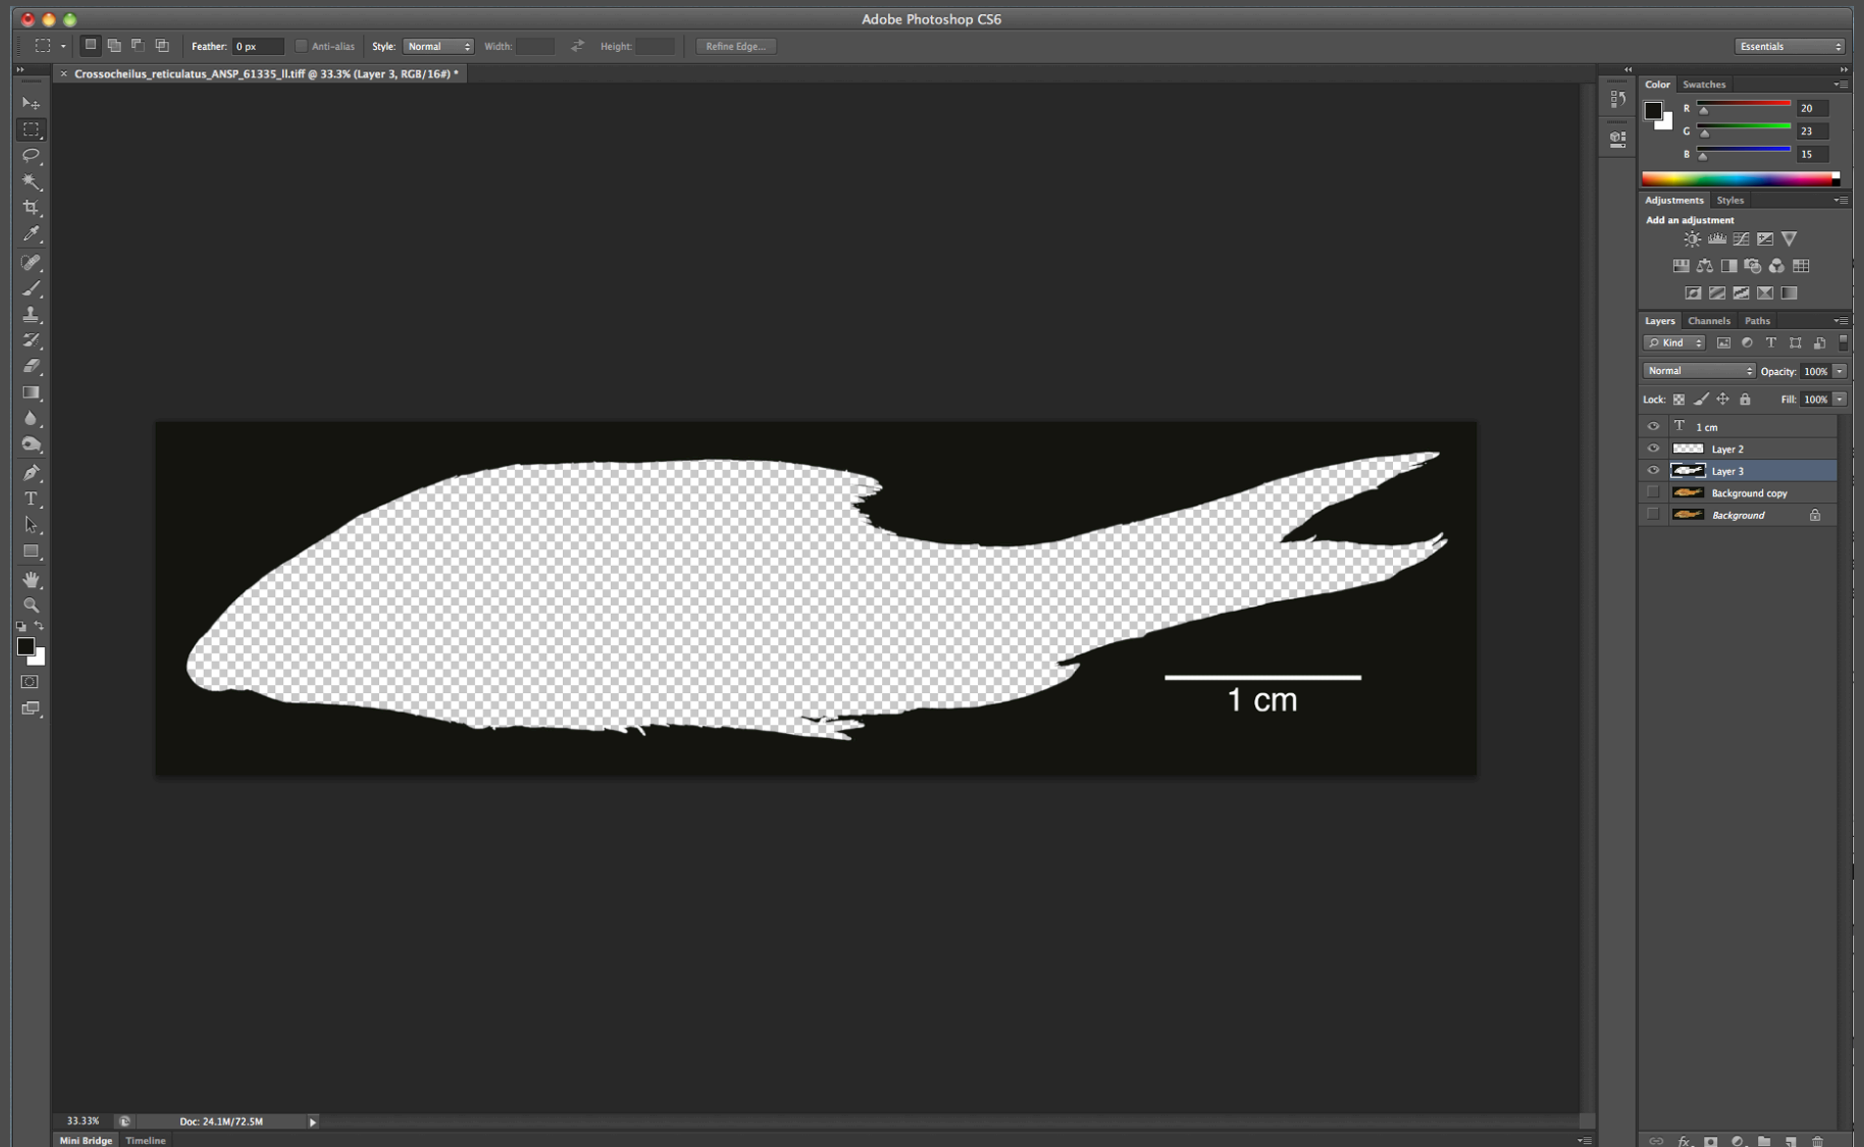 Adobe Photoshop CS6
Feather: 0 px Anti-alias Style: Normal Width: Height: Refine Edge... Essentials
Crossocheilus_reticulatus_ANSP_61335_ll.tiff @ 33.3% (Layer 3, RGB/16#) *
Color Swatches
R 20
G 23
B 15
Adjustments Styles
Add an adjustment
Layers Channels Paths
Kind T
Normal Opacity: 100%
Lock: Fill: 100%
T 1 cm
Layer 2
Layer 3
Background copy
Background
1 cm
33.33% Doc: 24.1M/72.5M
Mini Bridge Timeline
fx